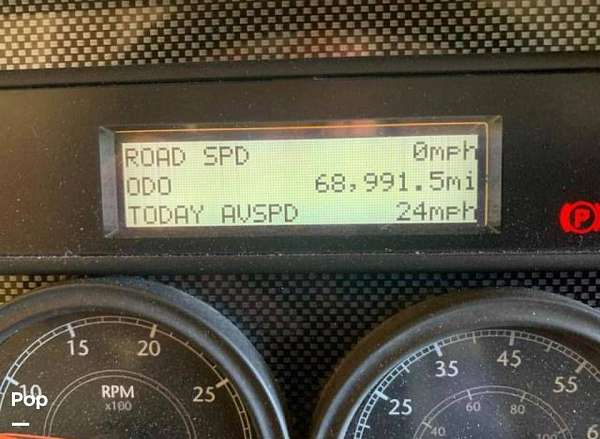 ROAD SPD 0mph
ODO 68,991.5mi
TODAY AVSPD 24mph
P
15 20
10 RPM 25
x100
25 35 45 55
40 60 80 100
Pop